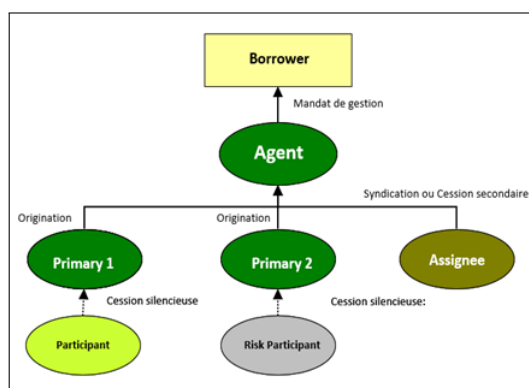 Borrower
Mandat de gestion
Agent
Syndication ou Cession secondaire
Origination
Origination
Primary 1
Primary 2
Assignee
Cession silencieuse
Cession silencieuse:
Participant
Risk Participant